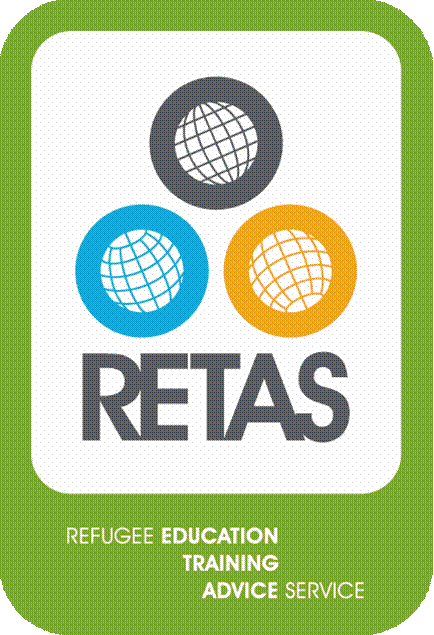 RETAS
REFUGEE EDUCATION
TRAINING
ADVICE SERVICE